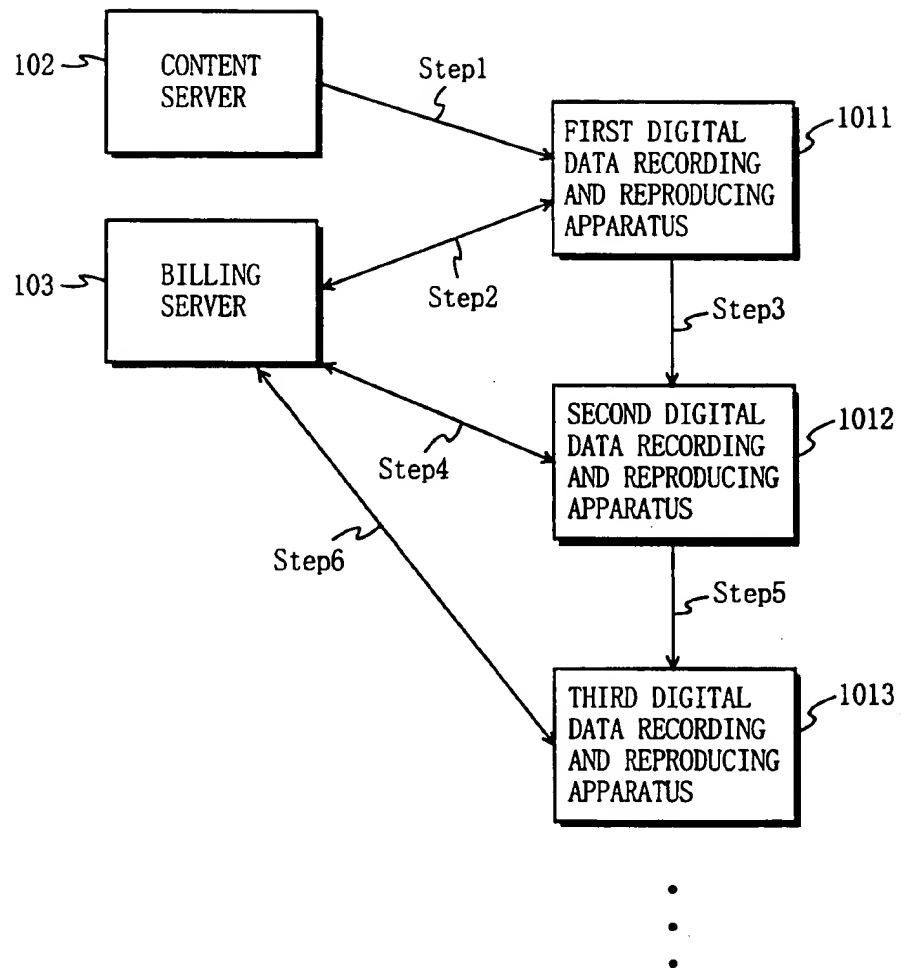 102
CONTENT
SERVER
Step1
FIRST DIGITAL
DATA RECORDING
AND REPRODUCING
APPARATUS
1011
103
BILLING
SERVER
Step2
Step3
SECOND DIGITAL
DATA RECORDING
AND REPRODUCING
APPARATUS
1012
Step4
Step6
Step5
THIRD DIGITAL
DATA RECORDING
AND REPRODUCING
APPARATUS
1013